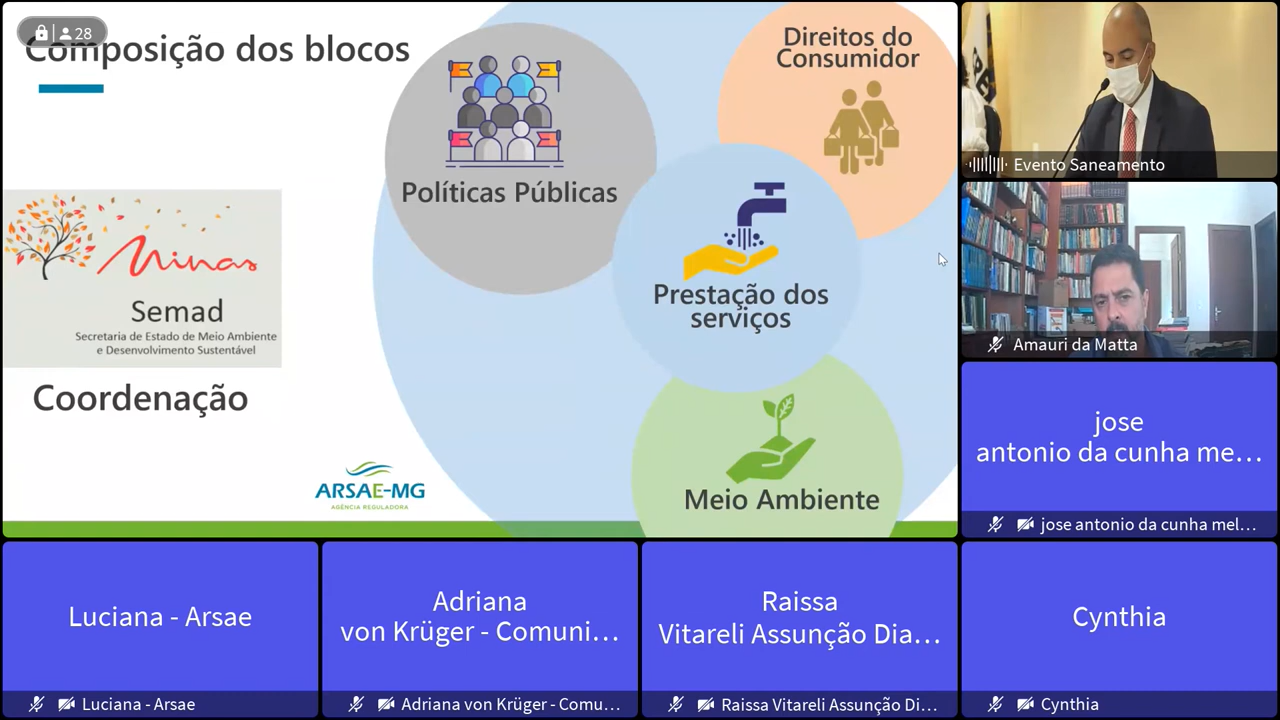 28
Composição dos blocos
Políticas Públicas
Direitos do
Consumidor
Prestação dos
serviços
Minas
Semad
Secretaria de Estado de Meio Ambiente
e Desenvolvimento Sustentável
Coordenação
ARSAE-MG
AGÊNCIA REGULADORA
Meio Ambiente
Evento Saneamento
Amauri da Matta
jose
antonio da cunha me...
jose antonio da cunha mel...
Luciana - Arsae
Luciana - Arsae
Adriana
von Krüger - Comuni...
Adriana von Krüger - Comu...
Raissa
Vitareli Assunção Dia...
Raissa Vitareli Assunção Di...
Cynthia
Cynthia